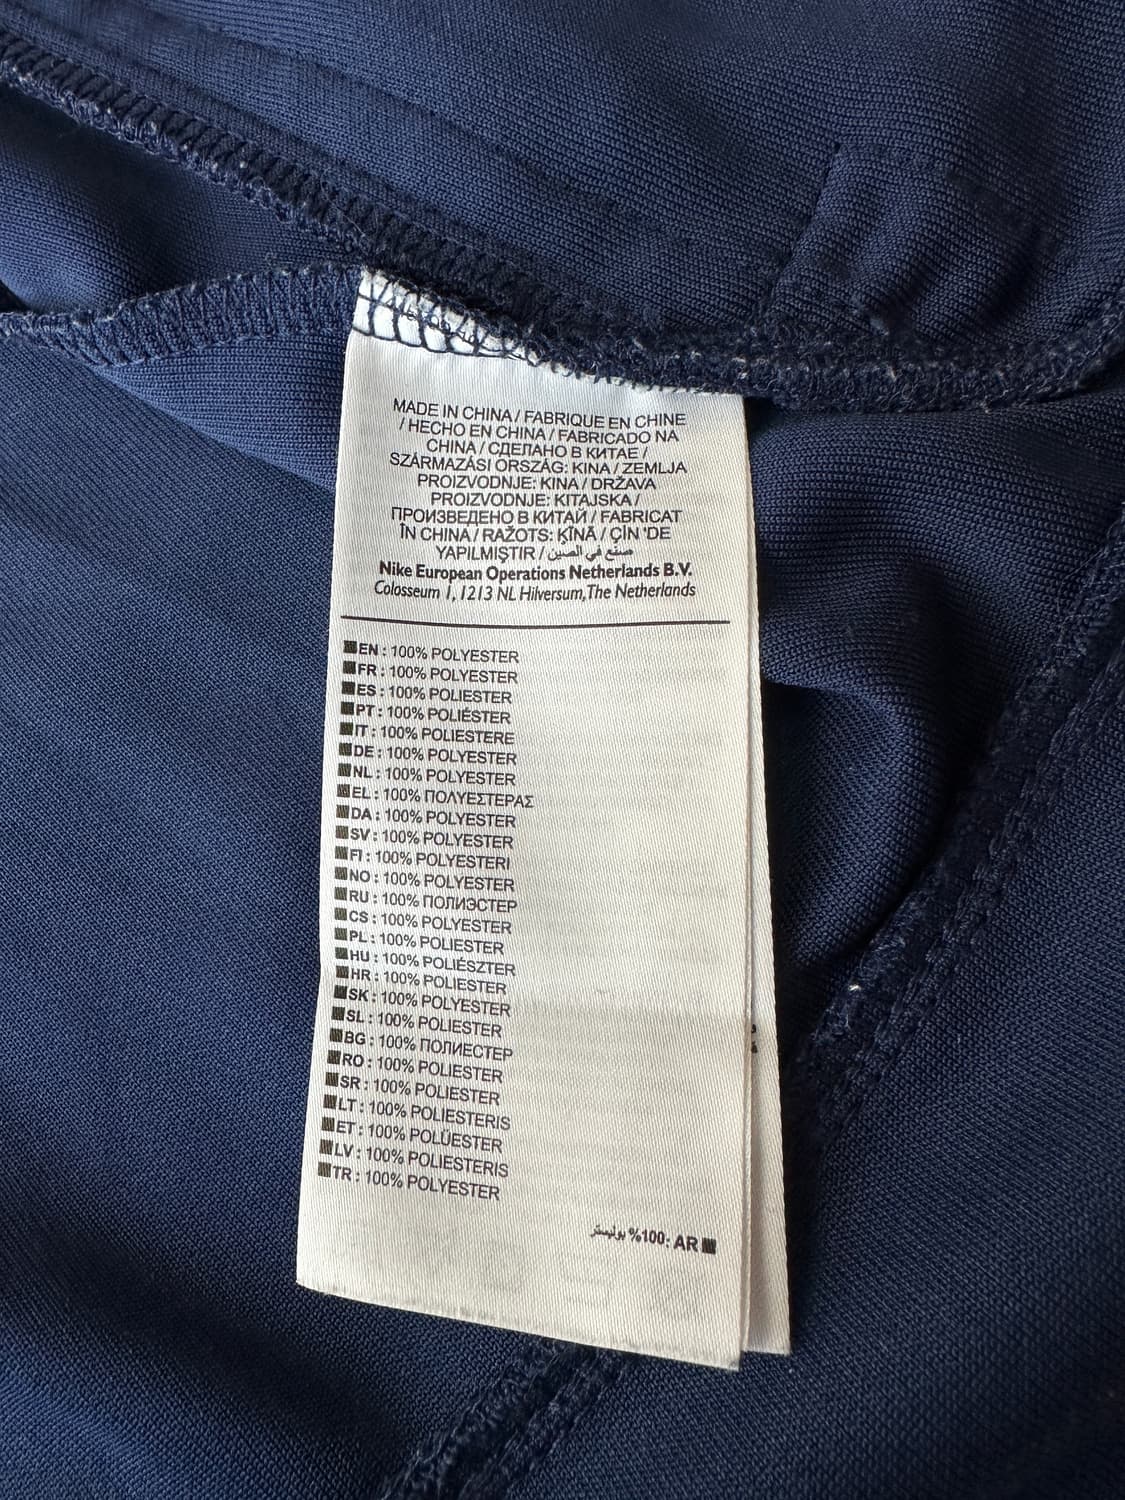 MADE IN CHINA / FABRIQUE EN CHINE
/ HECHO EN CHINA / FABRICADO NA
CHINA / СДЕЛАНО В КИТАЕ /
SZÁRMAZÁSI ORSZÁG: KINA / ZEMLJA
PROIZVODNJE: KINA / DRŽAVA
PROIZVODNJE: KITAJSKA /
ПРОИЗВЕДЕНО В КИТАЙ / FABRICAT
ÎN CHINA / RAŽOTS: ĶĪNĀ / ÇİN 'DE
YAPILMIŞTIR / صنع في الصين
Nike European Operations Netherlands B.V.
Colosseum 1, 1213 NL Hilversum, The Netherlands
EN : 100% POLYESTER
FR : 100% POLYESTER
ES : 100% POLIESTER
PT : 100% POLIÉSTER
IT : 100% POLIESTERE
DE : 100% POLYESTER
NL : 100% POLYESTER
EL : 100% ΠΟΛΥΕΣΤΕΡΑΣ
DA : 100% POLYESTER
SV : 100% POLYESTER
FI : 100% POLYESTERI
NO : 100% POLYESTER
RU : 100% ПОЛИЭСТЕР
CS : 100% POLYESTER
PL : 100% POLIESTER
HU : 100% POLIÉSZTER
HR : 100% POLIESTER
SK : 100% POLYESTER
SL : 100% POLIESTER
BG : 100% ПОЛИЕСТЕР
RO : 100% POLIESTER
SR : 100% POLIESTER
LT : 100% POLIESTERIS
ET : 100% POLÜESTER
LV : 100% POLIESTERIS
TR : 100% POLYESTER
AR :100% بوليستر